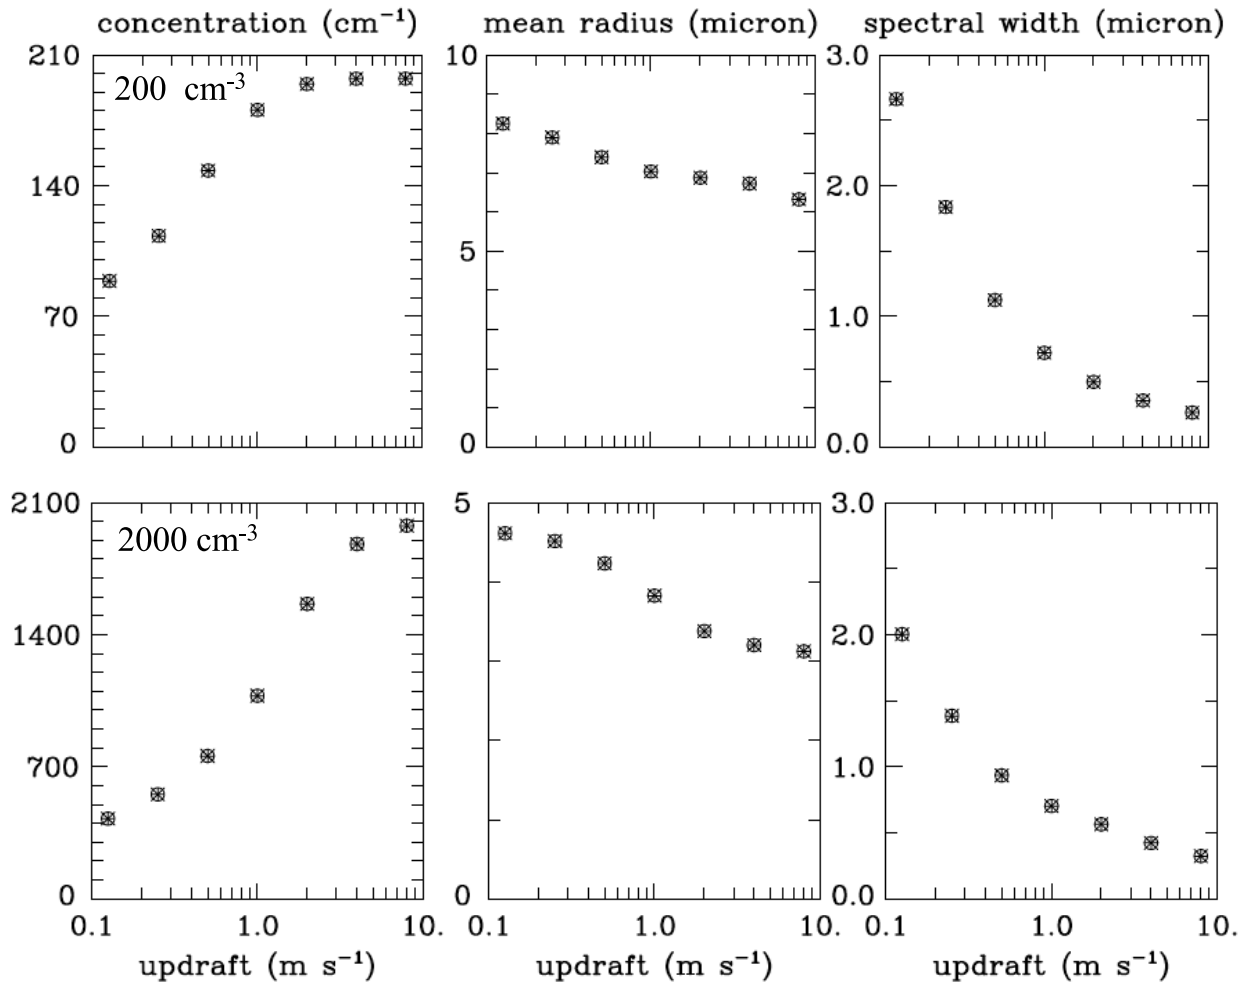 concentration (cm⁻¹) mean radius (micron) spectral width (micron)
210 10 3.0
200 cm⁻³
140 2.0
5
70 1.0
0 0 0.0
2100 5 3.0
2000 cm⁻³
1400 2.0
700 1.0
0 0 0.0
0.1 1.0 10. 0.1 1.0 10. 0.1 1.0 10.
updraft (m s⁻¹) updraft (m s⁻¹) updraft (m s⁻¹)